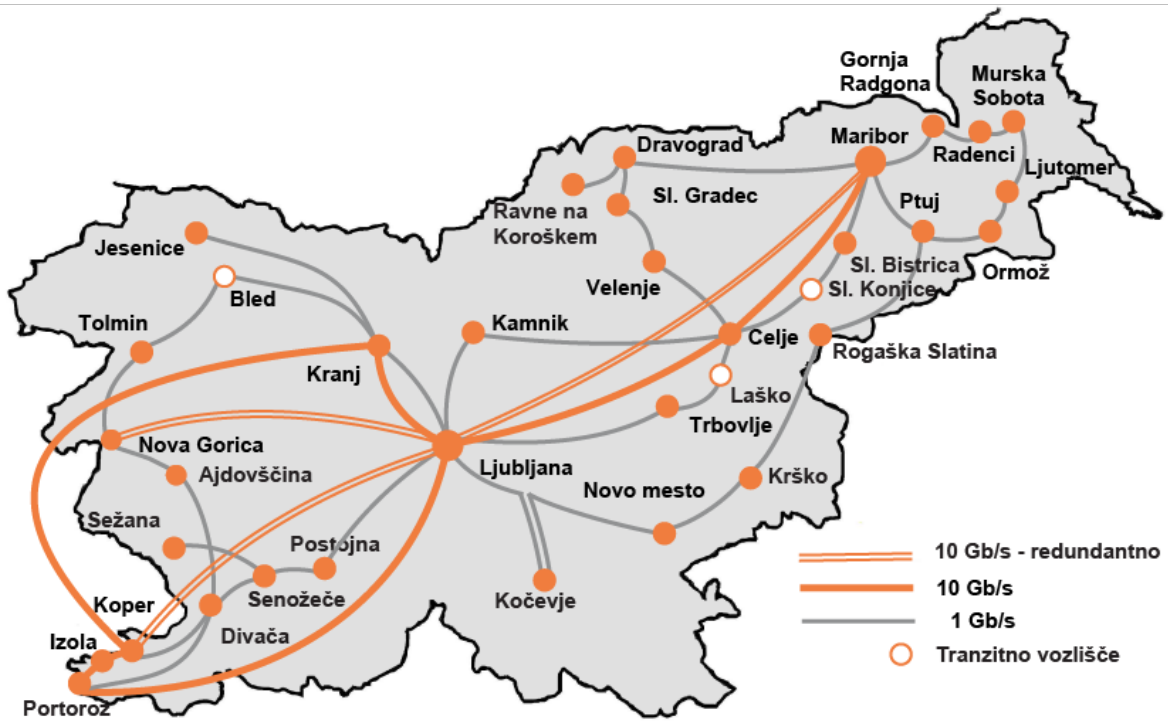 Gornja
Radgona
Murska
Sobota
Dravograd
Maribor
Radenci
Ljutomer
Sl. Gradec
Ptuj
Ravne na
Koroškem
Jesenice
Sl. Bistrica
Ormož
Velenje
Sl. Konjice
Bled
Tolmin
Kamnik
Celje
Rogaška Slatina
Kranj
Laško
Trbovlje
Nova Gorica
Ljubljana
Ajdovščina
Krško
Novo mesto
Sežana
Postojna
Senožeče
Kočevje
Koper
Divača
Izola
Portorož
10 Gb/s - redundantno
10 Gb/s
1 Gb/s
Tranzitno vozlišče